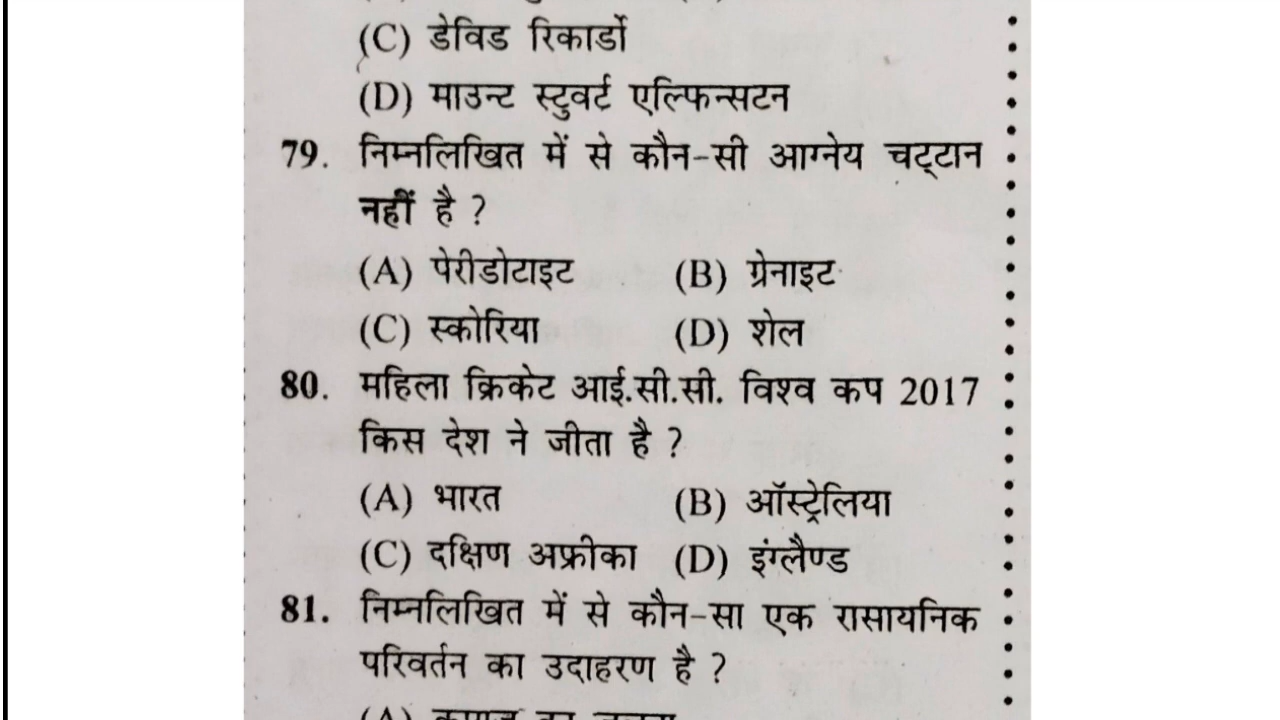 (C) डेविड रिकार्डो
(D) माउन्ट स्टुवर्ट एल्फिन्सटन
79. निम्नलिखित में से कौन-सी आग्नेय चट्टान
नहीं है ?
(A) पेरीडोटाइट (B) ग्रेनाइट
(C) स्कोरिया (D) शेल
80. महिला क्रिकेट आई.सी.सी. विश्व कप 2017
किस देश ने जीता है ?
(A) भारत (B) ऑस्ट्रेलिया
(C) दक्षिण अफ्रीका (D) इंग्लैण्ड
81. निम्नलिखित में से कौन-सा एक रासायनिक
परिवर्तन का उदाहरण है ?
(A)